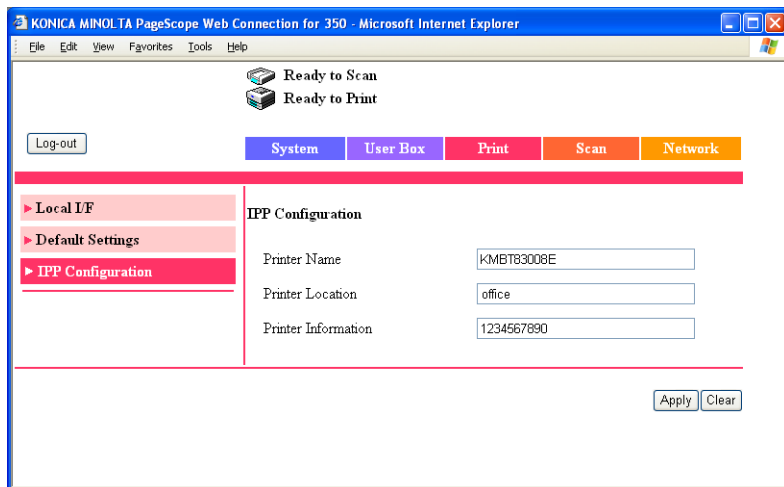 KONICA MINOLTA PageScope Web Connection for 350 - Microsoft Internet Explorer
File Edit View Favorites Tools Help
Ready to Scan
Ready to Print
Log-out
System User Box Print Scan Network
Local I/F
Default Settings
IPP Configuration
IPP Configuration
Printer Name KMBT83008E
Printer Location office
Printer Information 1234567890
Apply Clear